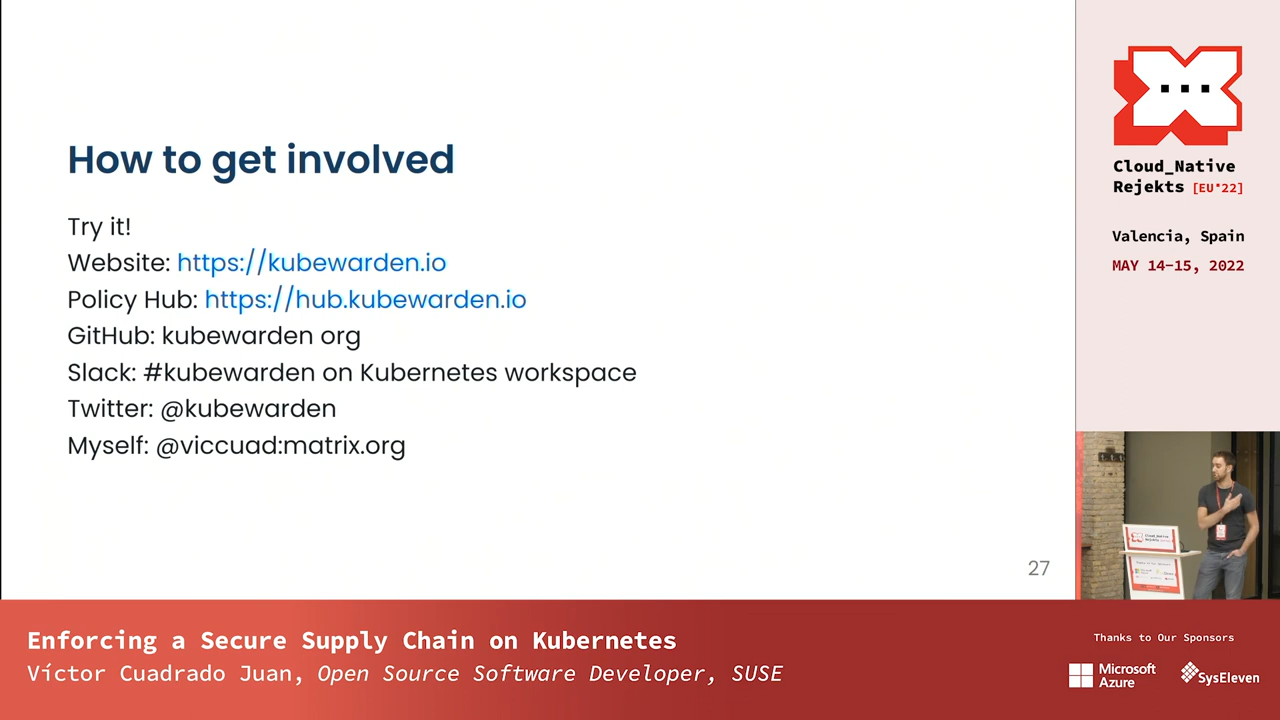 How to get involved
Try it!
Website: https://kubewarden.io
Policy Hub: https://hub.kubewarden.io
GitHub: kubewarden org
Slack: #kubewarden on Kubernetes workspace
Twitter: @kubewarden
Myself: @viccuad:matrix.org
27
Cloud_Native
Rejekts [EU'22]
Valencia, Spain
MAY 14-15, 2022
Cloud_Native
Rejekts
Enforcing a Secure Supply Chain on Kubernetes
Víctor Cuadrado Juan, Open Source Software Developer, SUSE
Thanks to Our Sponsors
Microsoft
Azure
SysEleven